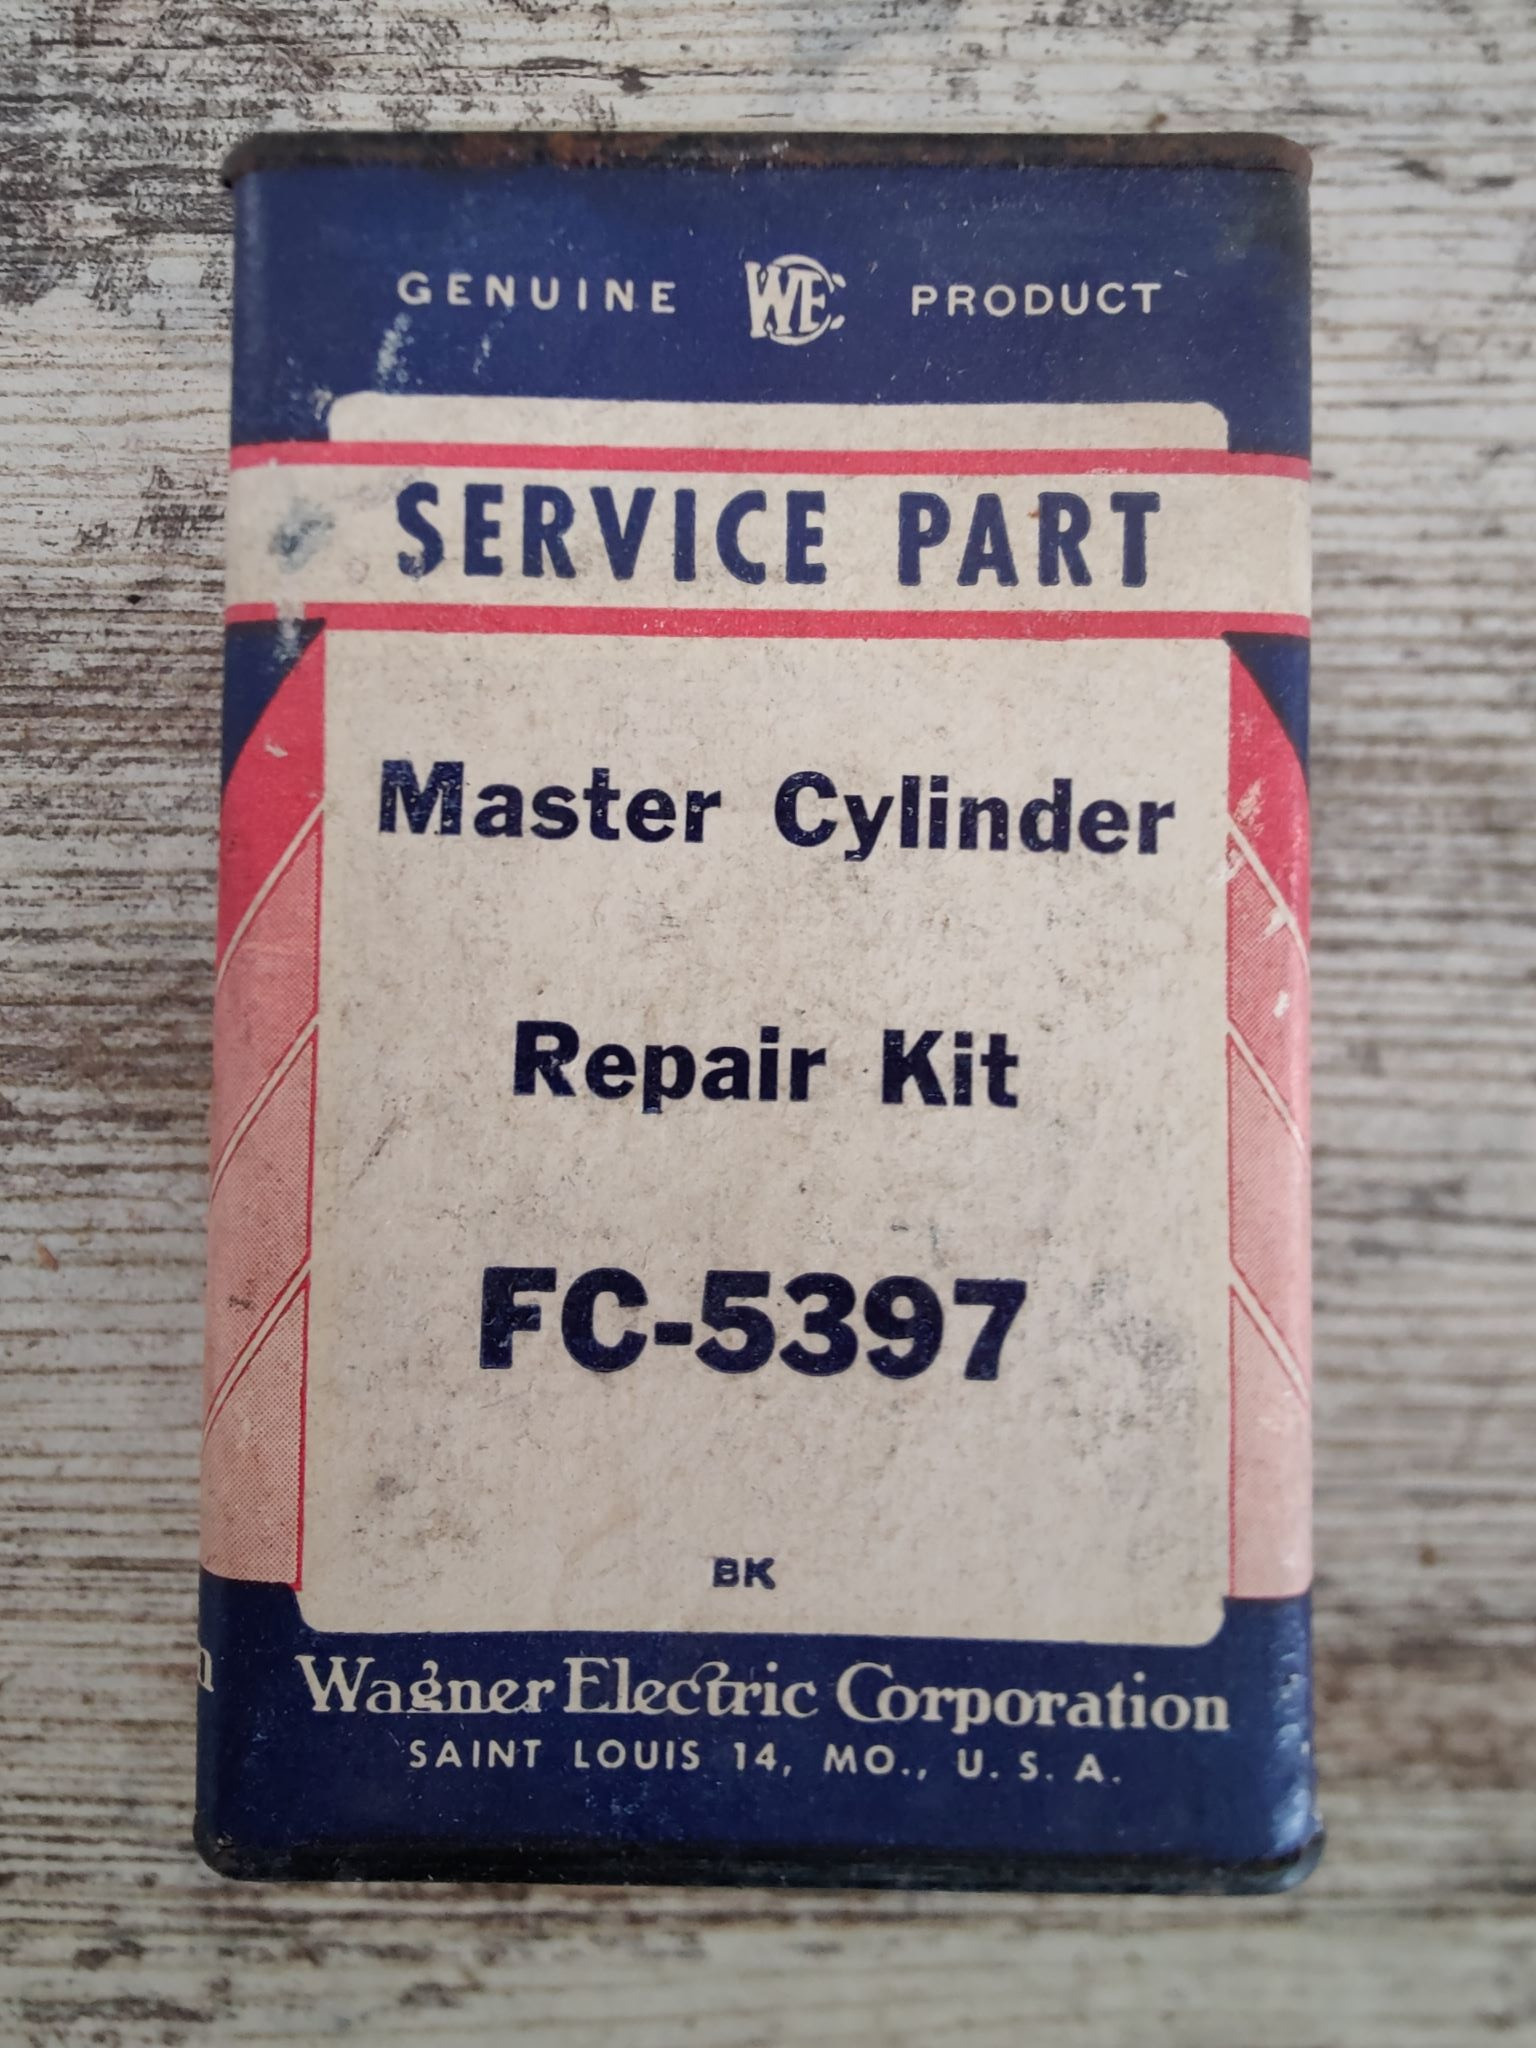 GENUINE WEC PRODUCT
SERVICE PART
Master Cylinder
Repair Kit
FC-5397
BK
Wagner Electric Corporation
SAINT LOUIS 14, MO., U. S. A.
n